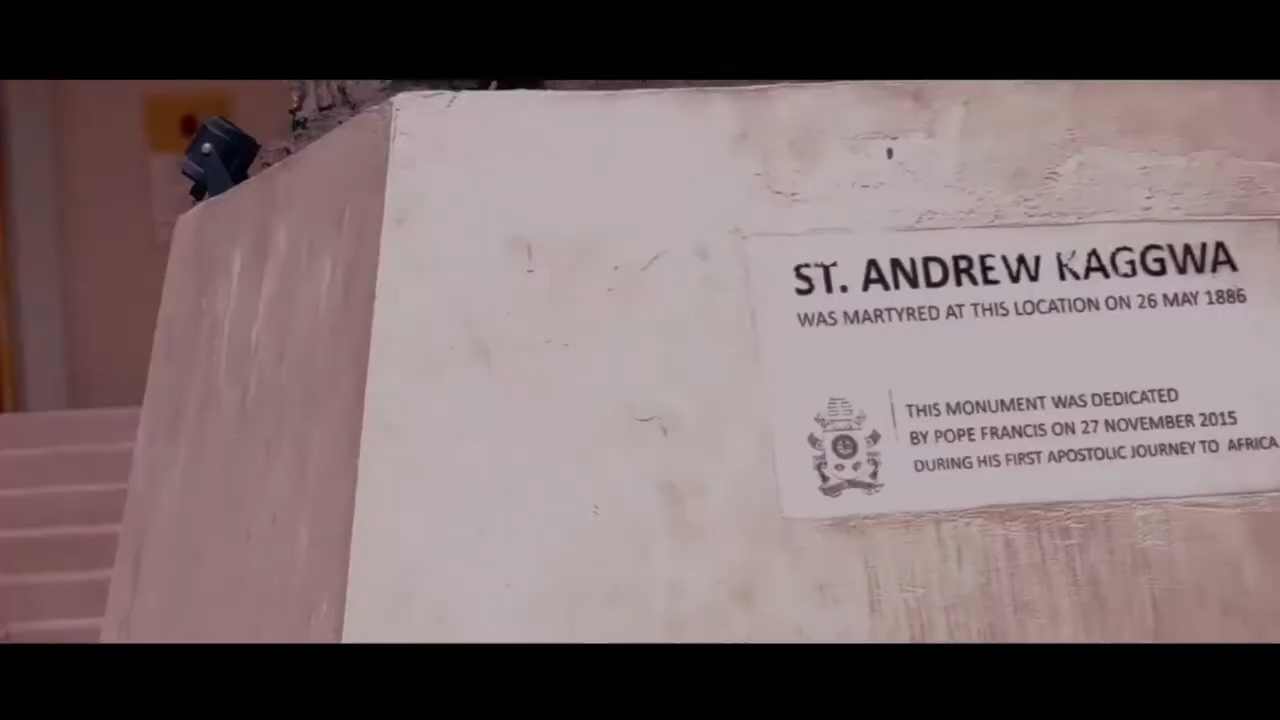 ST. ANDREW KAGGWA
WAS MARTYRED AT THIS LOCATION ON 26 MAY 1886
THIS MONUMENT WAS DEDICATED
BY POPE FRANCIS ON 27 NOVEMBER 2015
DURING HIS FIRST APOSTOLIC JOURNEY TO AFRICA